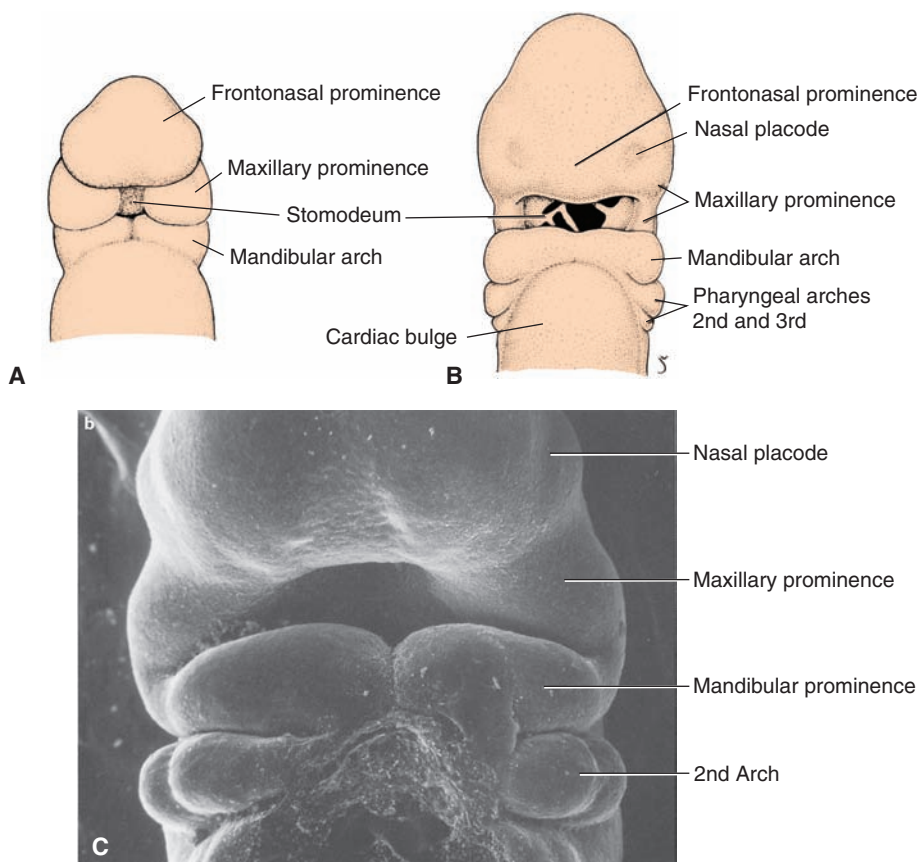 A
Frontonasal prominence
Maxillary prominence
Stomodeum
Mandibular arch
B
Frontonasal prominence
Nasal placode
Maxillary prominence
Mandibular arch
Pharyngeal arches
2nd and 3rd
Cardiac bulge
b
Nasal placode
Maxillary prominence
Mandibular prominence
2nd Arch
C